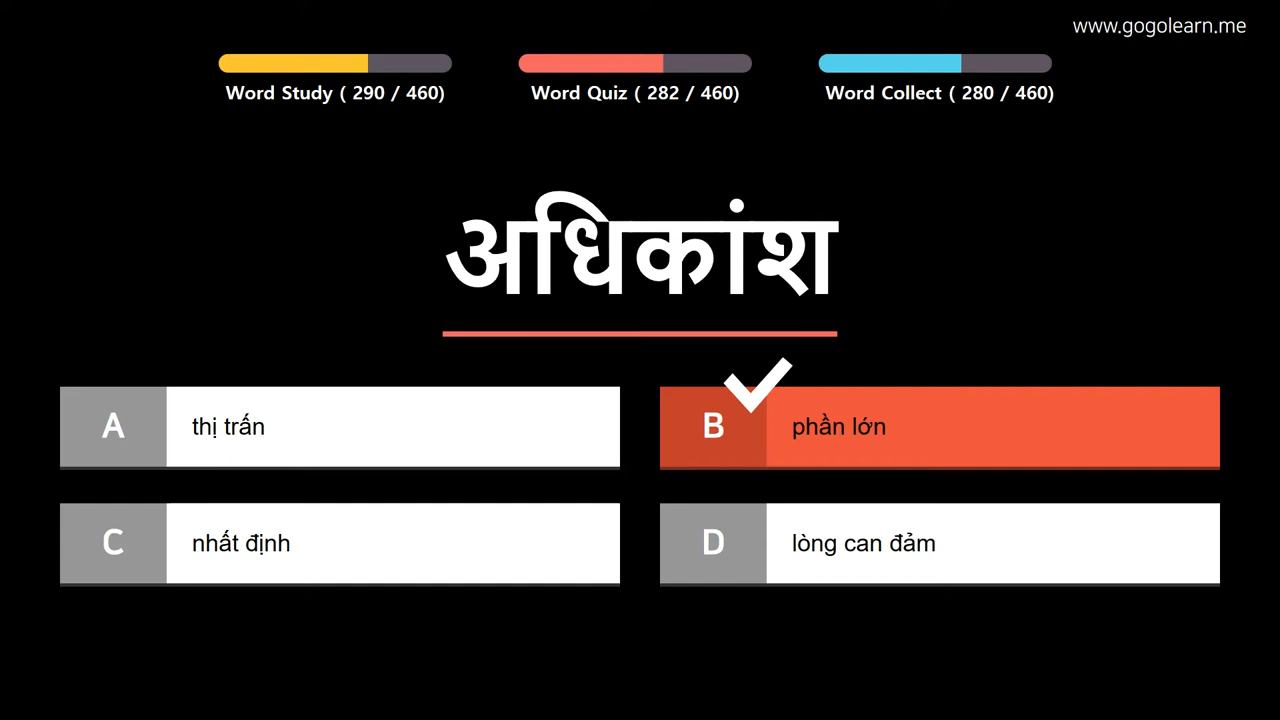 www.gogolearn.me
Word Study ( 290 / 460)
Word Quiz ( 282 / 460)
Word Collect ( 280 / 460)
अधिकांश
A thị trấn
B phần lớn
C nhất định
D lòng can đảm